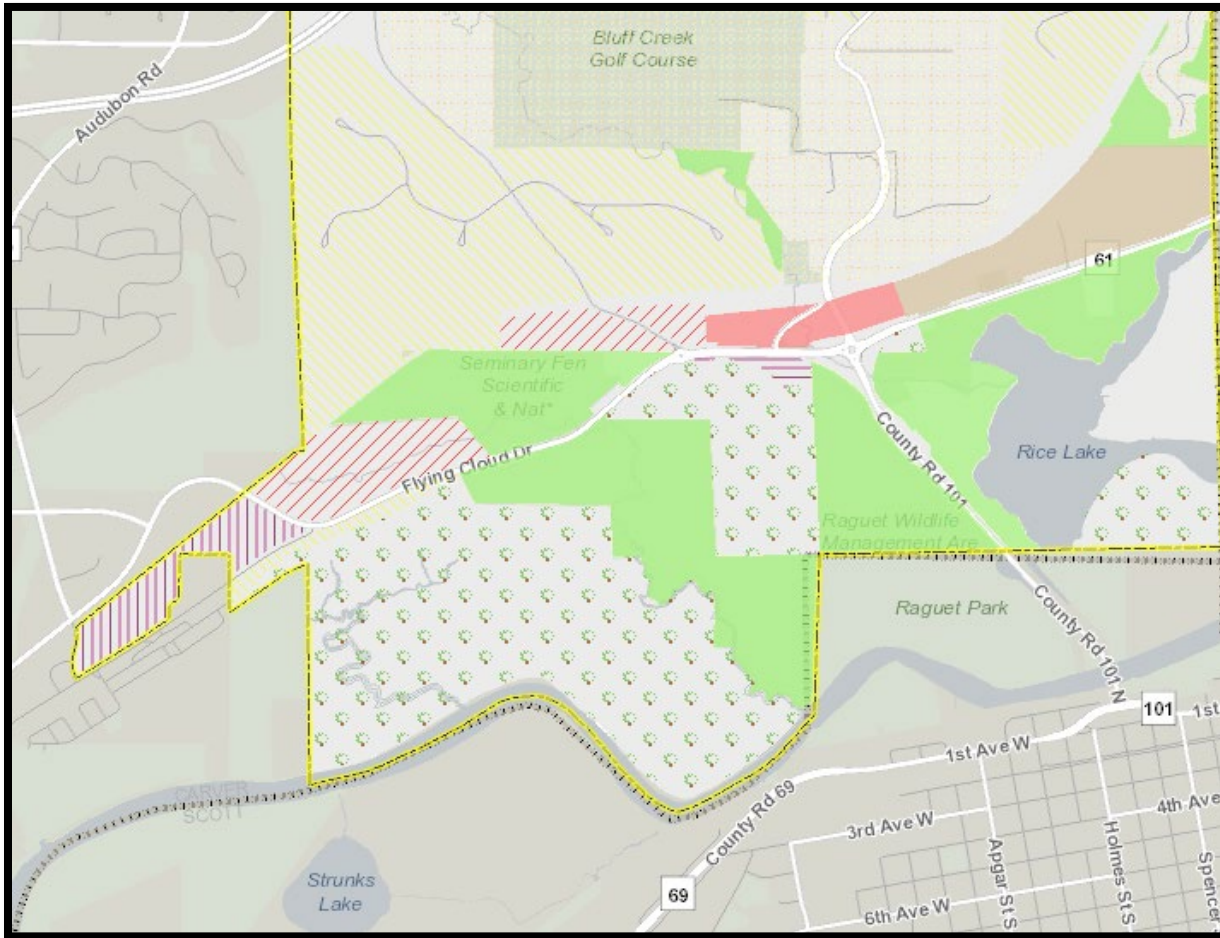 Bluff Creek
Golf Course
Audubon Rd
61
Seminary Fen
Scientific
& Nat*
Flying Cloud Dr
County Rd 101
Rice Lake
Raguet Wildlife
Management Are
Raguet Park
County Rd 101 N
101
1st
1st Ave W
CARVER
SCOTT
County Rd 69
3rd Ave W
4th Ave
Apgar St S
Holmes St S
Spencer
Strunks
Lake
69
6th Ave W